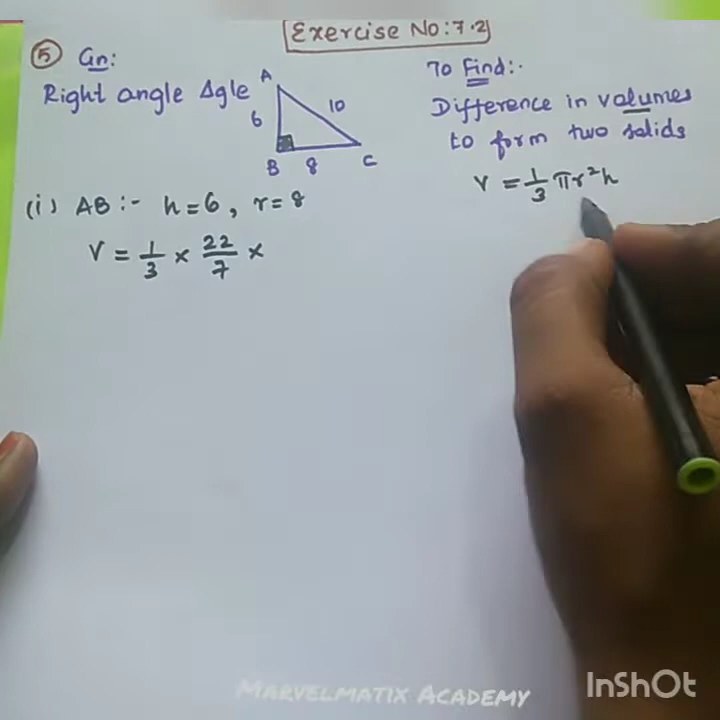 Exercise No: 7.2
5 Gn:
Right angle Δgle
A
6
10
B
8
C
To Find:-
Difference in volumes
to form two solids
V = 1/3 πr²h
(i) AB :- h=6, r=8
V = 1/3 × 22/7 ×
MARVELMATIX ACADEMY
InShOt